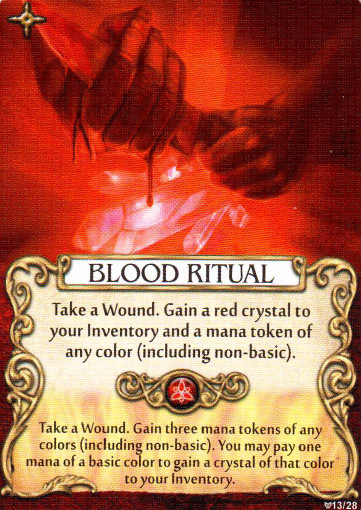 BLOOD RITUAL
Take a Wound. Gain a red crystal to
your Inventory and a mana token of
any color (including non-basic).
Take a Wound. Gain three mana tokens of any
colors (including non-basic). You may pay one
mana of a basic color to gain a crystal of that color
to your Inventory.
13/28